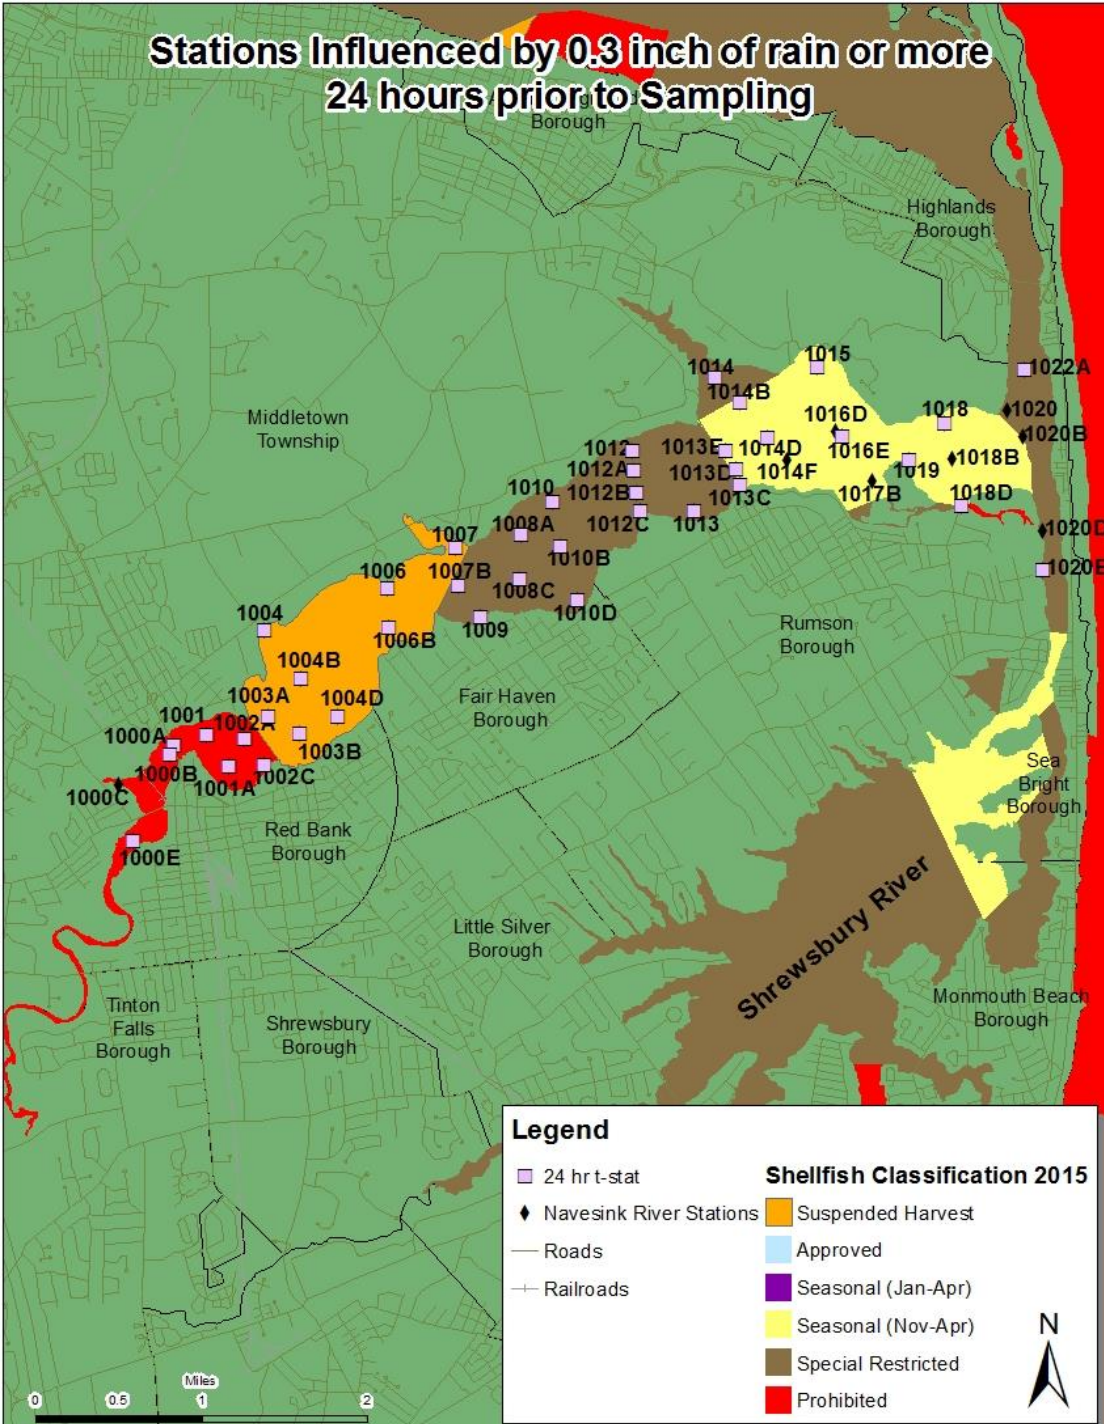 Stations Influenced by 0.3 inch of rain or more
24 hours prior to Sampling
Borough
Highlands
Borough
1015
1022A
1014
1014B
1016D
1018
1020
Middletown
Township
1020B
1012
1013E
1014D
1016E
1018B
1012A
1013D
1014F
1019
1012B
1013C
1017B
1010
1018D
1012C
1013
1008A
1020D
1007
1010B
1006
1007B
1008C
1020E
1004
1009
1010D
1006B
Rumson
Borough
1004B
1003A
1004D
Fair Haven
Borough
1001
1002A
1000A
1003B
1000B
1002C
1001A
1000C
Sea
Bright
Borough
Red Bank
Borough
1000E
Little Silver
Borough
Shrewsbury River
Tinton
Falls
Borough
Shrewsbury
Borough
Monmouth Beach
Borough
Legend
24 hr t-stat
Navesink River Stations
Roads
Railroads
Shellfish Classification 2015
Suspended Harvest
Approved
Seasonal (Jan-Apr)
Seasonal (Nov-Apr)
Special Restricted
Prohibited
N
Miles
0 0.5 1 2